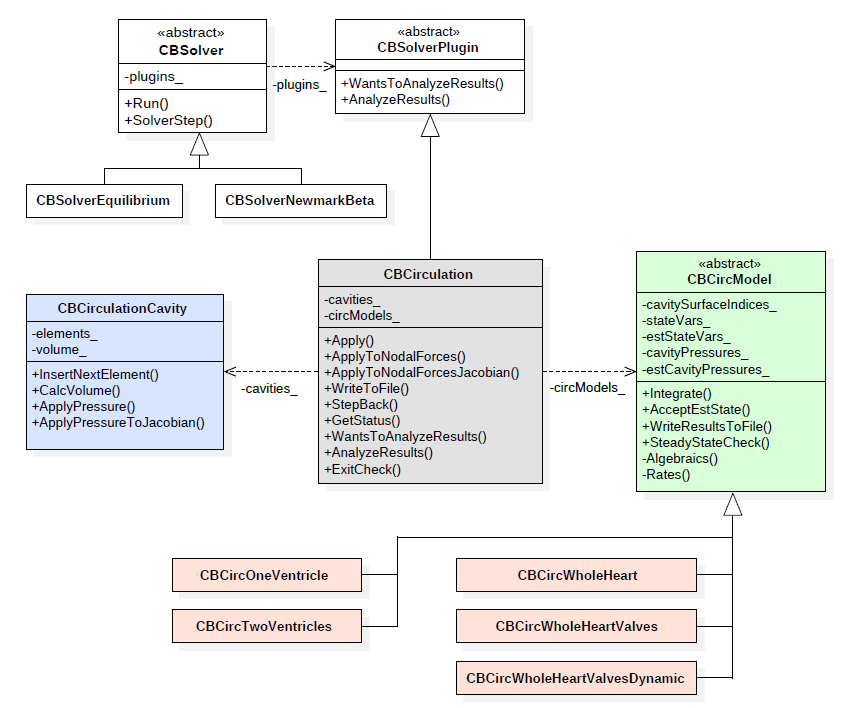 «abstract»
CBSolver
-plugins_
+Run()
+SolverStep()
-plugins_
«abstract»
CBSolverPlugin
+WantsToAnalyzeResults()
+AnalyzeResults()
CBSolverEquilibrium
CBSolverNewmarkBeta
CBCirculationCavity
-elements_
-volume_
+InsertNextElement()
+CalcVolume()
+ApplyPressure()
+ApplyPressureToJacobian()
-cavities_
CBCirculation
-cavities_
-circModels_
+Apply()
+ApplyToNodalForces()
+ApplyToNodalForcesJacobian()
+WriteToFile()
+StepBack()
+GetStatus()
+WantsToAnalyzeResults()
+AnalyzeResults()
+ExitCheck()
-circModels_
«abstract»
CBCircModel
-cavitySurfaceIndices_
-stateVars_
-estStateVars_
-cavityPressures_
-estCavityPressures_
+Integrate()
+AcceptEstState()
+WriteResultsToFile()
+SteadyStateCheck()
-Algebraics()
-Rates()
CBCircOneVentricle
CBCircTwoVentricles
CBCircWholeHeart
CBCircWholeHeartValves
CBCircWholeHeartValvesDynamic